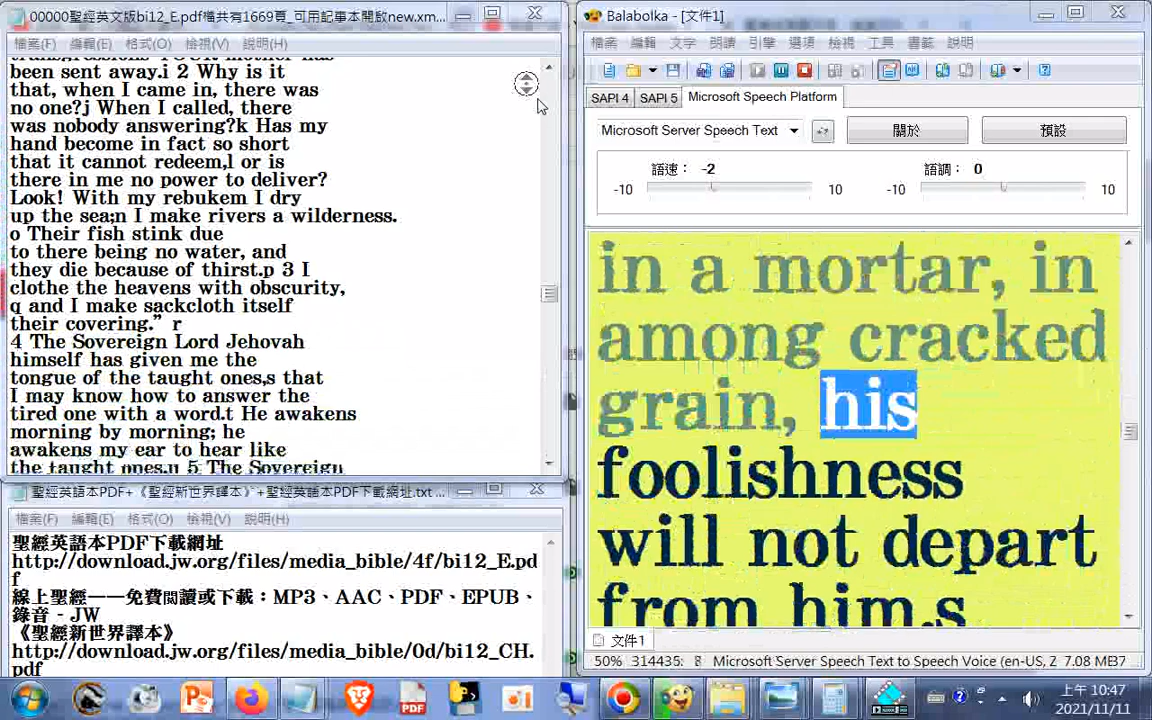 00000聖經英文版bi12_E.pdf檔共有1669頁_可用記事本開啟new.xm...
檔案(F) 編輯(E) 格式(O) 檢視(V) 說明(H)
been sent away.i 2 Why is it
that, when I came in, there was
no one?j When I called, there
was nobody answering?k Has my
hand become in fact so short
that it cannot redeem,l or is
there in me no power to deliver?
Look! With my rebukem I dry
up the sea;n I make rivers a wilderness.
o Their fish stink due
to there being no water, and
they die because of thirst.p 3 I
clothe the heavens with obscurity,
q and I make sackcloth itself
their covering.” r
4 The Sovereign Lord Jehovah
himself has given me the
tongue of the taught ones,s that
I may know how to answer the
tired one with a word.t He awakens
morning by morning; he
awakens my ear to hear like
the taught ones.u 5 The Sovereign
聖經英語本PDF+《聖經新世界譯本》+聖經英語本PDF下載網址.txt ...
檔案(F) 編輯(E) 格式(O) 檢視(V) 說明(H)
聖經英語本PDF下載網址
http://download.jw.org/files/media_bible/4f/bi12_E.pd
f
線上聖經——免費閱讀或下載：MP3、AAC、PDF、EPUB、
錄音 - JW
《聖經新世界譯本》
http://download.jw.org/files/media_bible/0d/bi12_CH.
pdf
Balabolka - [文件1]
檔案 編輯 文字 朗讀 引擎 選項 檢視 工具 書籤 說明
SAPI 4 SAPI 5 Microsoft Speech Platform
Microsoft Server Speech Text 關於 預設
語速： -2 語調： 0
-10 10 -10 10
in a mortar, in
among cracked
grain, his
foolishness
will not depart
from him.s
文件1
50% 314435: Microsoft Server Speech Text to Speech Voice (en-US, Z 7.08 MB
上午 10:47
2021/11/11